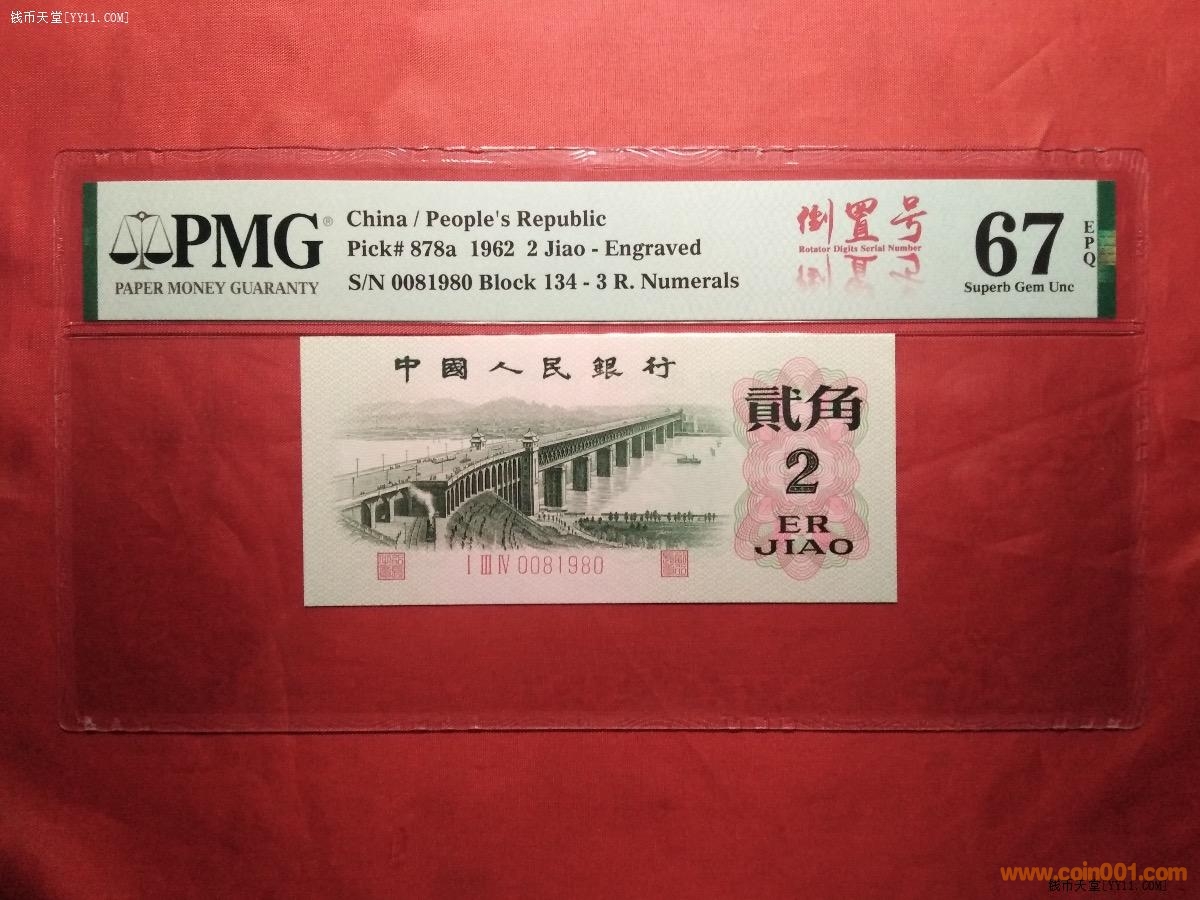 钱币天堂[YY11.COM]
PMG®
PAPER MONEY GUARANTY
China / People's Republic
Pick# 878a 1962 2 Jiao - Engraved
S/N 0081980 Block 134 - 3 R. Numerals
倒置号
Rotator Digits Serial Number
67
EPQ
Superb Gem Unc
中國人民銀行
貳角
2
ER
JIAO
I III IV 0081980
www.coin001.com
钱币天堂[YY11.COM]